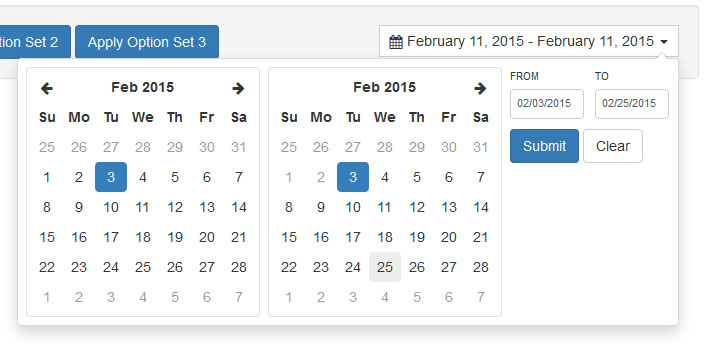 tion Set 2 Apply Option Set 3 February 11, 2015 - February 11, 2015
Feb 2015 Feb 2015 FROM TO
Su Mo Tu We Th Fr Sa Su Mo Tu We Th Fr Sa 02/03/2015 02/25/2015
25 26 27 28 29 30 31 25 26 27 28 29 30 31 Submit Clear
1 2 3 4 5 6 7 1 2 3 4 5 6 7
8 9 10 11 12 13 14 8 9 10 11 12 13 14
15 16 17 18 19 20 21 15 16 17 18 19 20 21
22 23 24 25 26 27 28 22 23 24 25 26 27 28
1 2 3 4 5 6 7 1 2 3 4 5 6 7